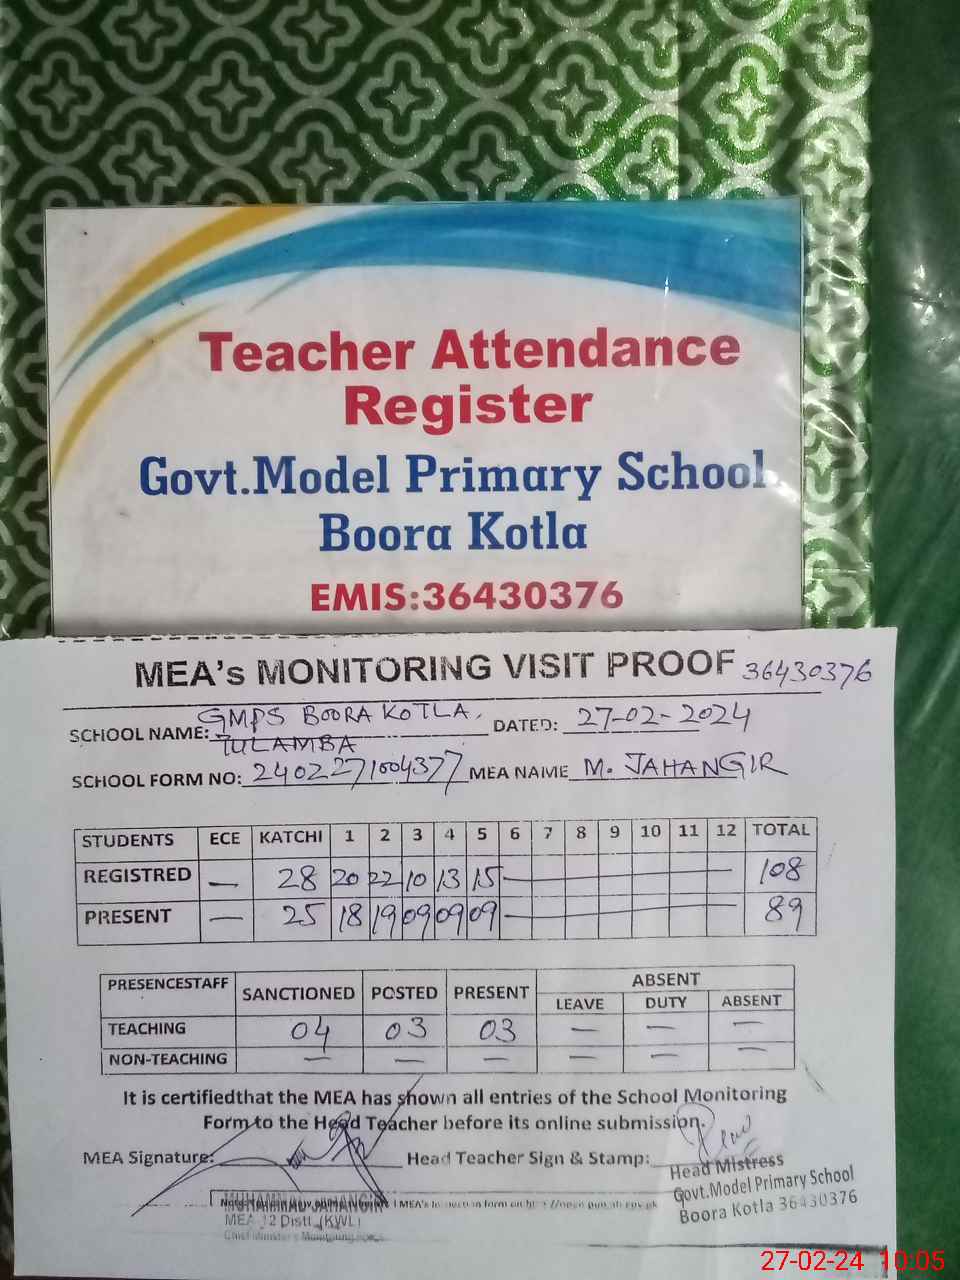 Teacher Attendance
Register
Govt.Model Primary School
Boora Kotla
EMIS:36430376
MEA's MONITORING VISIT PROOF 36430376
SCHOOL NAME: GMPS BOORA KOTLA, TULAMBA DATED: 27-02-2024
SCHOOL FORM NO: 2402271004377 MEA NAME M. JAHANGIR
STUDENTS ECE KATCHI 1 2 3 4 5 6 7 8 9 10 11 12 TOTAL
REGISTRED — 28 20 22 10 13 15 — 108
PRESENT — 25 18 19 09 09 09 — 89
PRESENCESTAFF SANCTIONED POSTED PRESENT ABSENT
LEAVE DUTY ABSENT
TEACHING 04 03 03 — — —
NON-TEACHING — — — — — —
It is certifiedthat the MEA has shown all entries of the School Monitoring
Form to the Head Teacher before its online submission.
MEA Signature: Head Teacher Sign & Stamp:
Head Mistress
Govt.Model Primary School
Boora Kotla 36430376
MUHAMMAD JAHANGIR
MEA 12 Distt. (KWL)
27-02-24 10:05